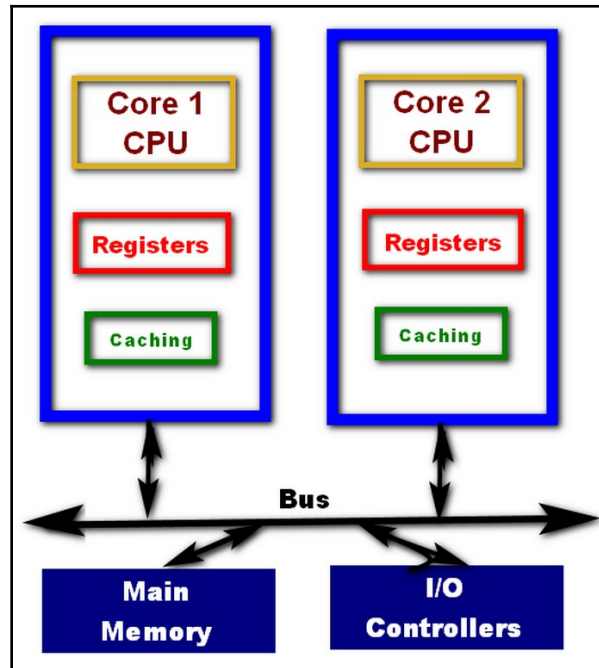 Core 1
CPU
Registers
Caching
Core 2
CPU
Registers
Caching
Bus
Main
Memory
I/O
Controllers